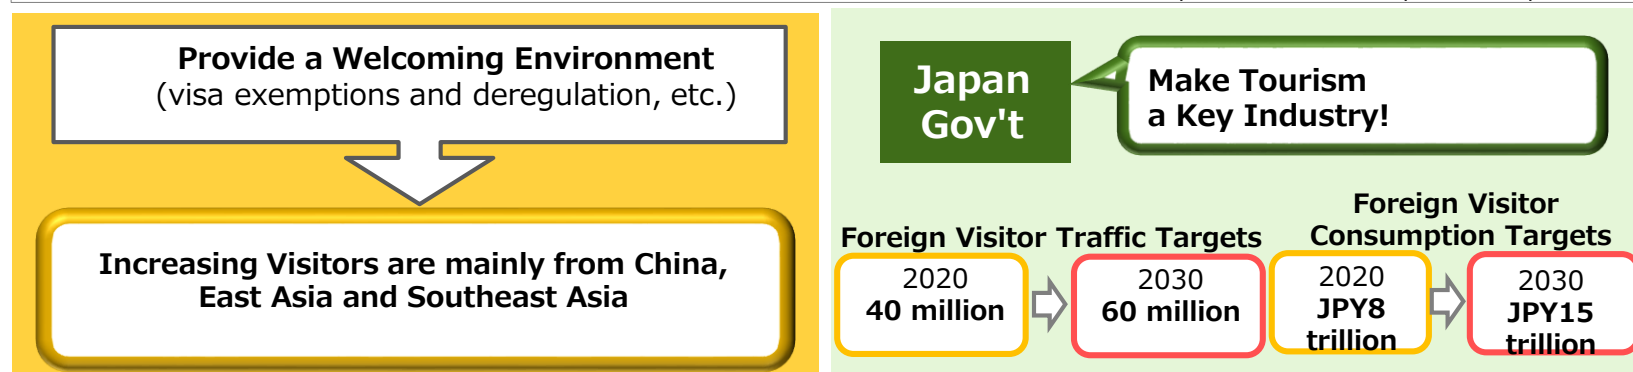 Provide a Welcoming Environment
(visa exemptions and deregulation, etc.)
Increasing Visitors are mainly from China,
East Asia and Southeast Asia
Japan
Gov't
Make Tourism
a Key Industry!
Foreign Visitor Traffic Targets
2020
40 million
2030
60 million
Foreign Visitor
Consumption Targets
2020
JPY8
trillion
2030
JPY15
trillion